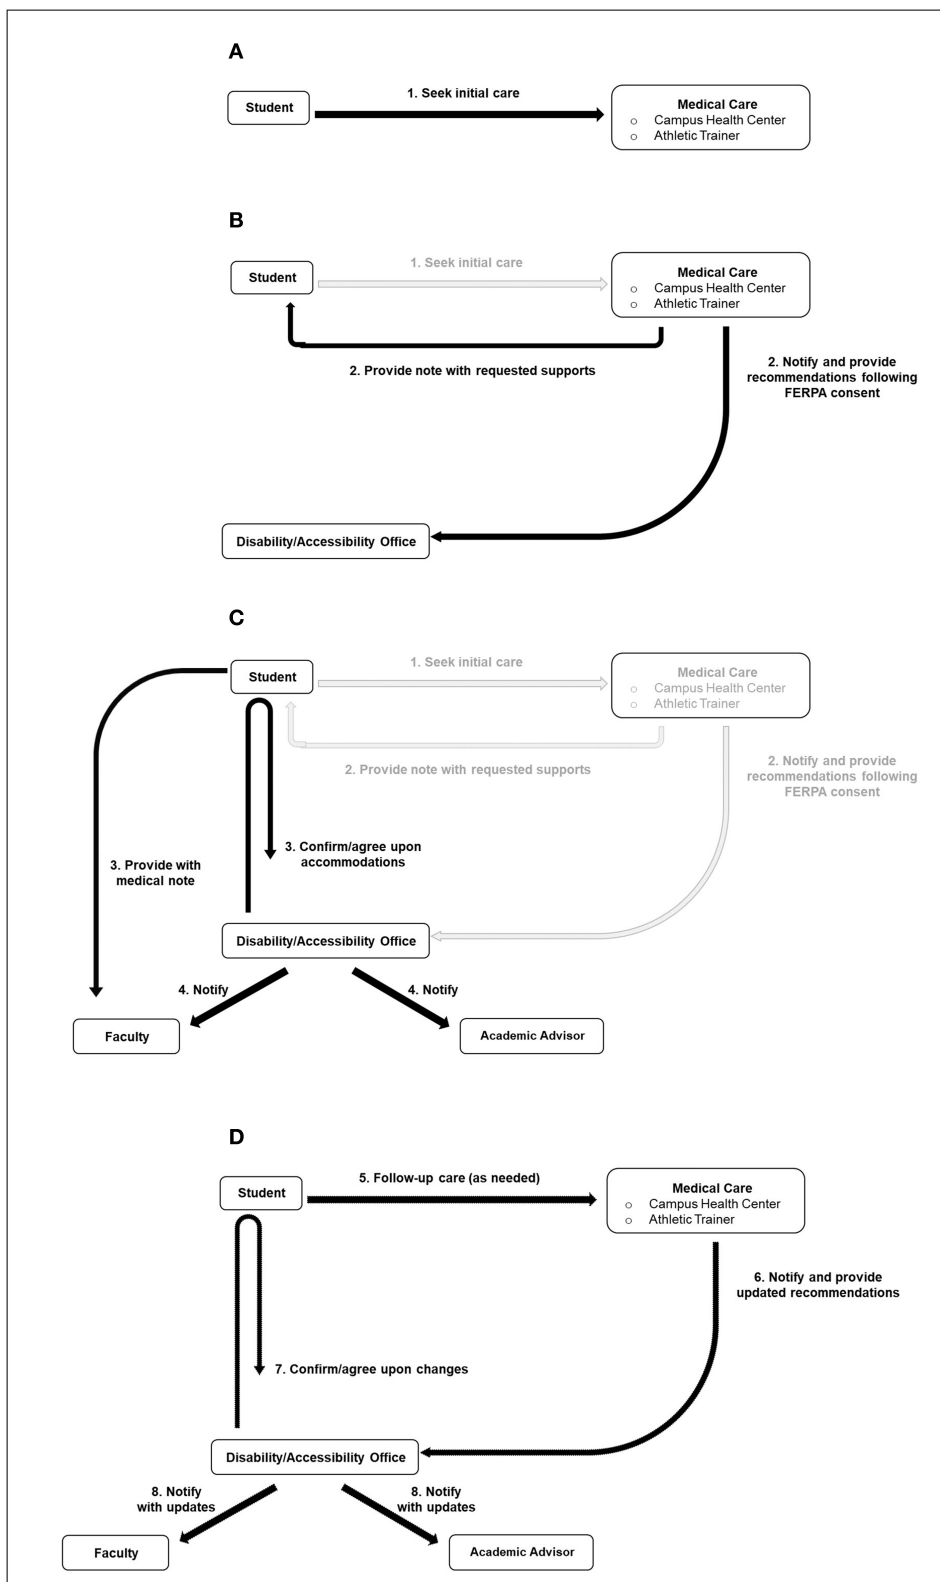 A
1. Seek initial care
Student
Medical Care
o Campus Health Center
o Athletic Trainer
B
1. Seek initial care
Student
Medical Care
o Campus Health Center
o Athletic Trainer
2. Provide note with requested supports
2. Notify and provide
recommendations following
FERPA consent
Disability/Accessibility Office
C
1. Seek initial care
Student
Medical Care
o Campus Health Center
o Athletic Trainer
2. Provide note with requested supports
2. Notify and provide
recommendations following
FERPA consent
3. Confirm/agree upon
accommodations
3. Provide with
medical note
Disability/Accessibility Office
4. Notify
4. Notify
Faculty
Academic Advisor
D
5. Follow-up care (as needed)
Student
Medical Care
o Campus Health Center
o Athletic Trainer
6. Notify and provide
updated recommendations
7. Confirm/agree upon changes
Disability/Accessibility Office
8. Notify
with updates
8. Notify
with updates
Faculty
Academic Advisor